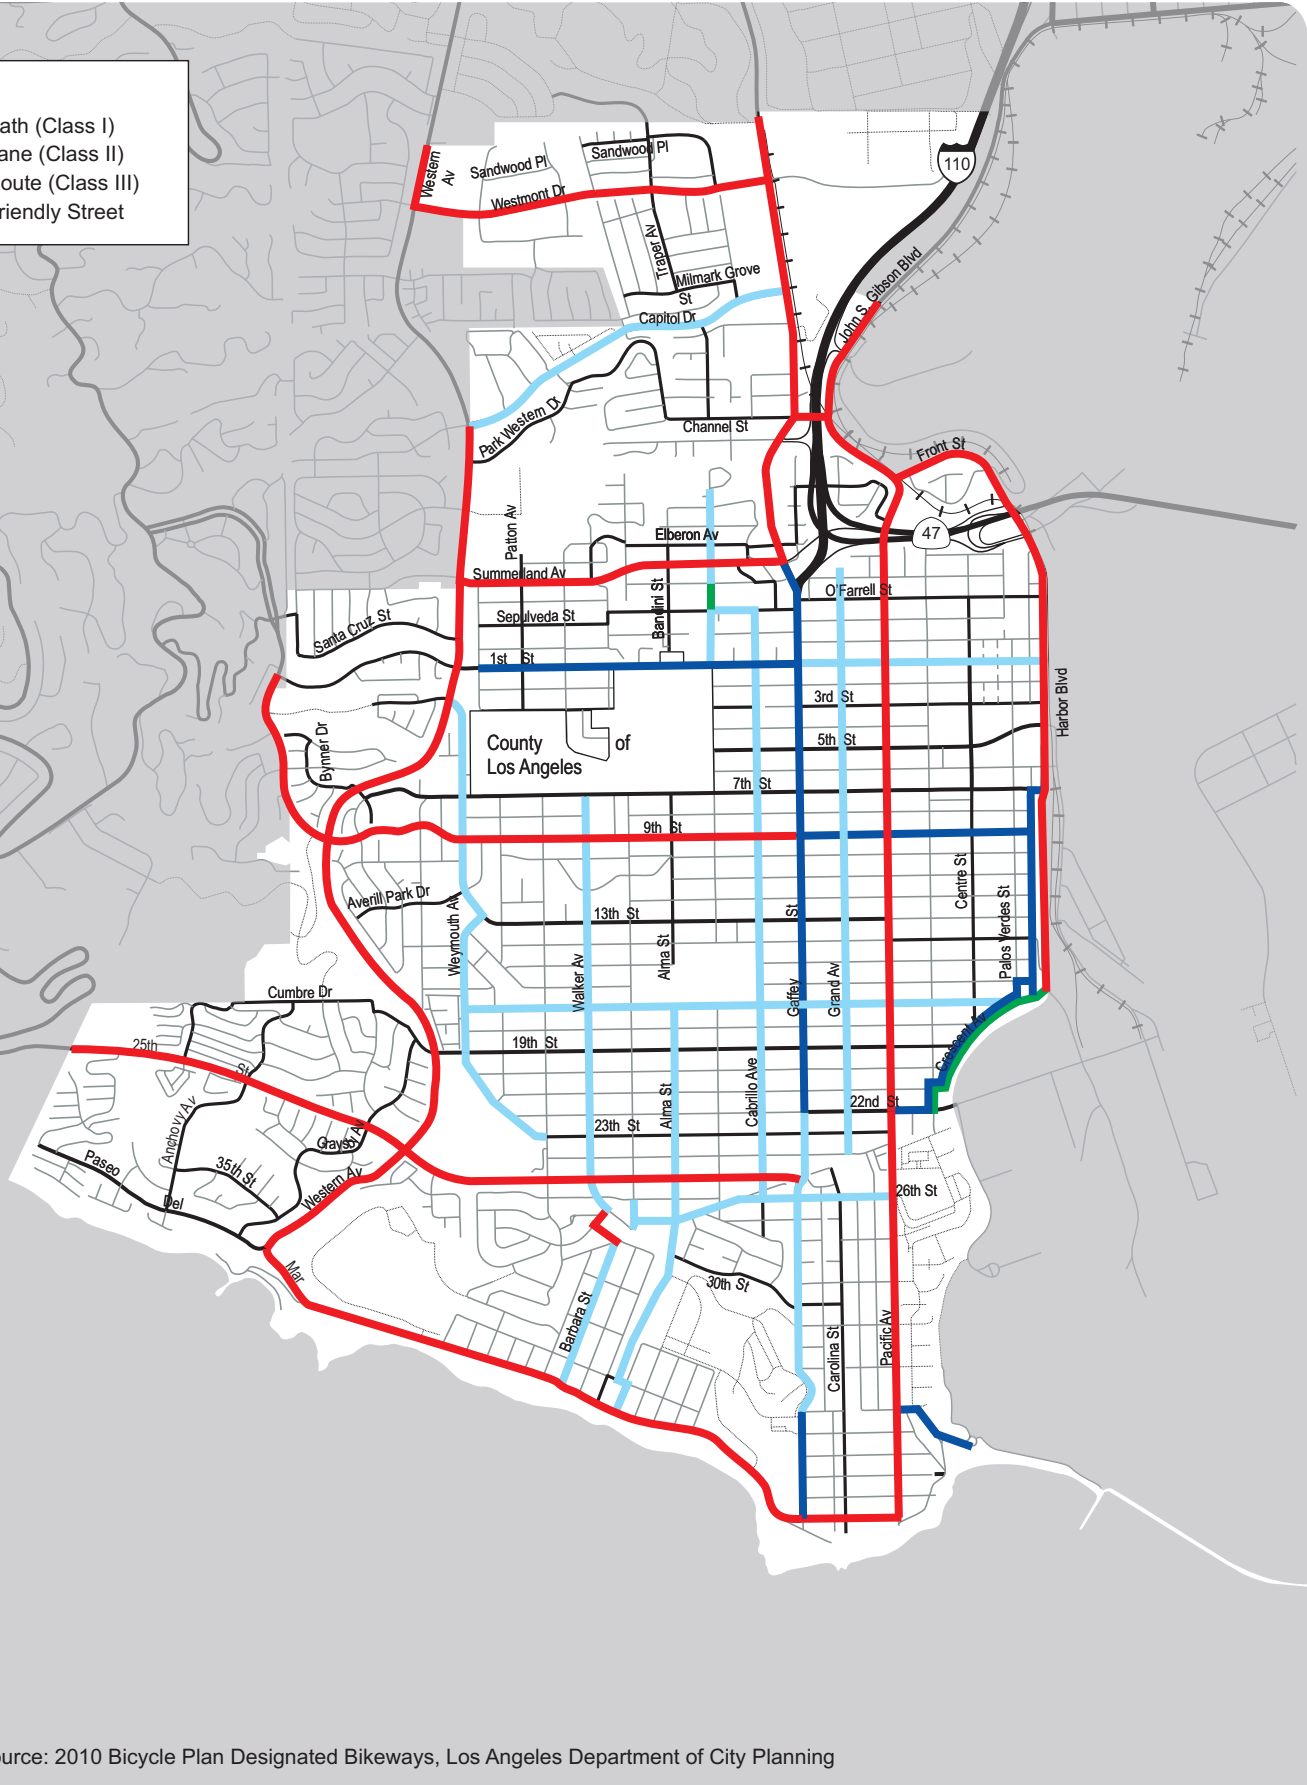 ath (Class I)
ane (Class II)
oute (Class III)
riendly Street
Western
Av
Sandwood Pl
Sandwood Pl
Westmont Dr
110
Traper Av
Milmark Grove
St
Capitol Dr
John S. Gibson Blvd
Park Western Dr
Channel St
Front St
Patton Av
Elberon Av
47
Summerland Av
Bandini St
O'Farrell St
Sepulveda St
Santa Cruz St
1st St
3rd St
Harbor Blvd
Bynner Dr
County of
Los Angeles
5th St
7th St
9th St
Averill Park Dr
Centre St
Palos Verdes St
13th St
St
Weymouth Av
Alma St
Walker Av
Gaffey
Grand Av
Cumbre Dr
25th
St
19th St
Crescent Av
Anchovy Av
Alma St
Cabrillo Ave
22nd St
23th St
Graysol Av
Paseo
35th St
Western Av
Del
26th St
Mar
30th St
Barbara St
Carolina St
Pacific Av
urce: 2010 Bicycle Plan Designated Bikeways, Los Angeles Department of City Planning